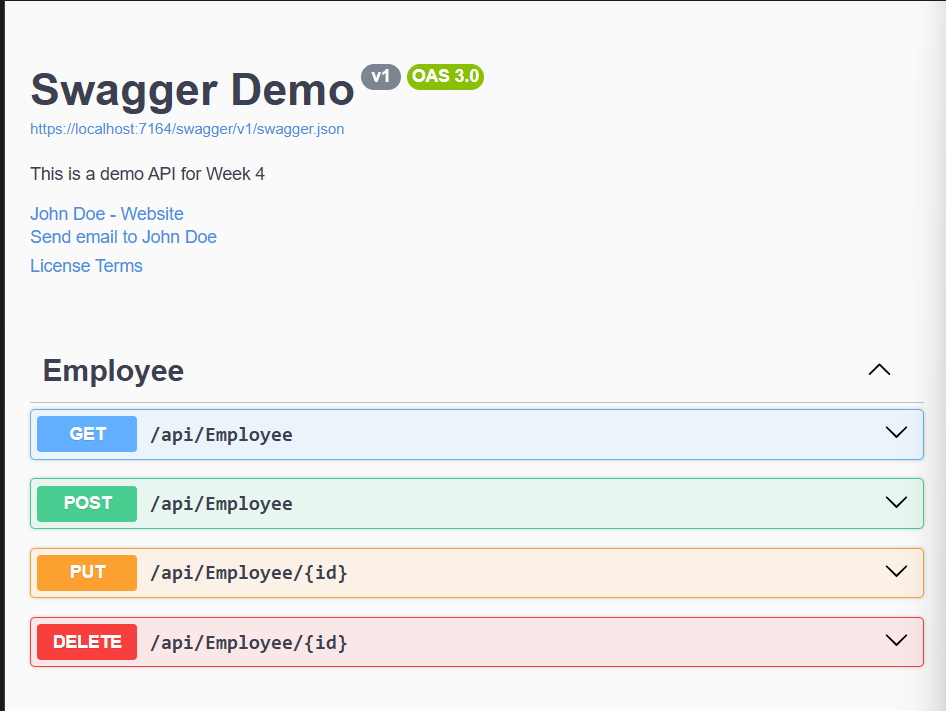 Swagger Demo v1 OAS 3.0
https://localhost:7164/swagger/v1/swagger.json
This is a demo API for Week 4
John Doe - Website
Send email to John Doe
License Terms
Employee
GET /api/Employee
POST /api/Employee
PUT /api/Employee/{id}
DELETE /api/Employee/{id}